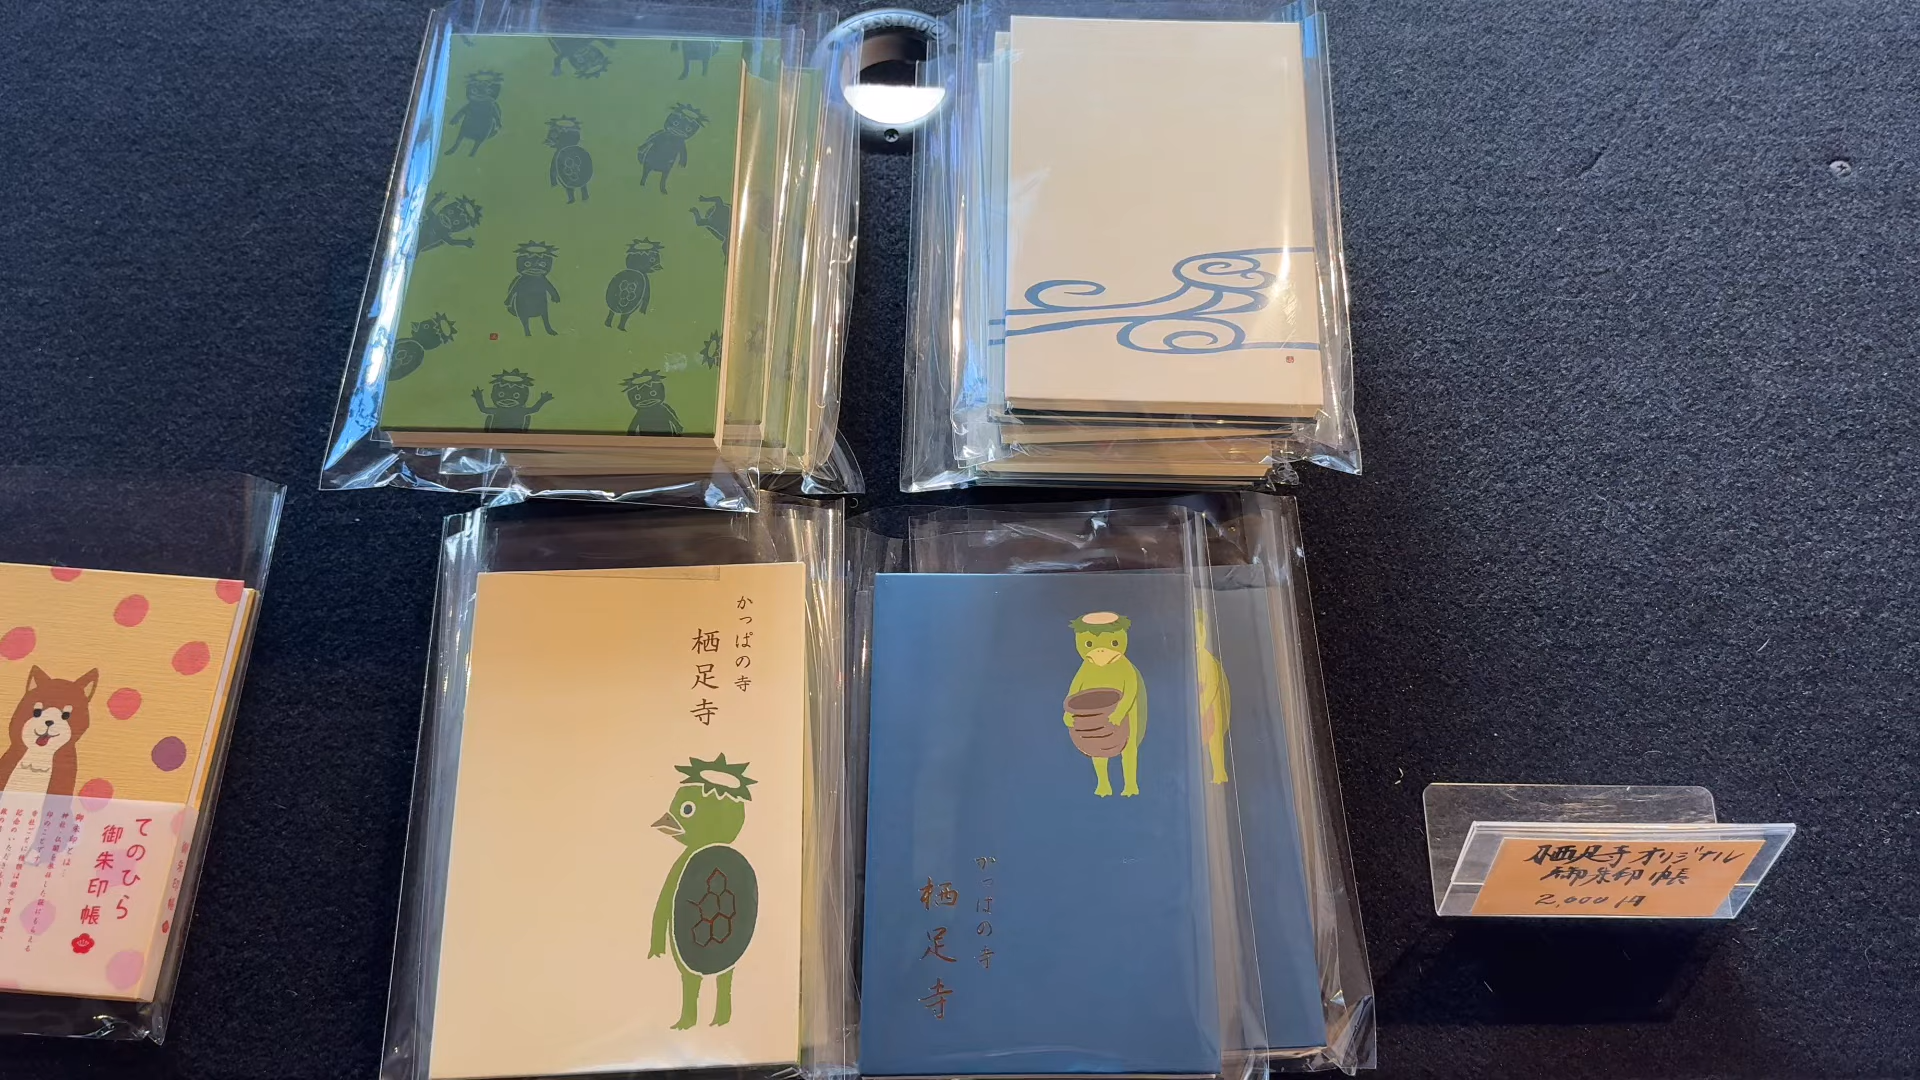 かっぱの寺
栖足寺
かっぱの寺
栖足寺
てのひら
御朱印帳
栖足寺オリジナル
御朱印帳
2,000円